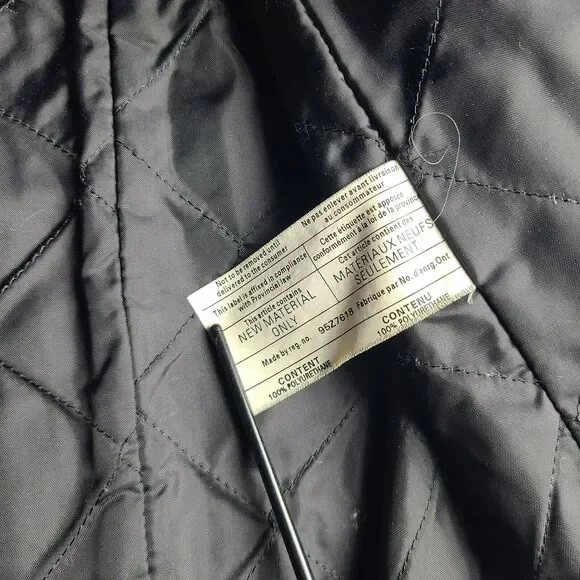 Not to be removed until
delivered to the consumer
Ne pas enlever avant livraison
au consommateur
This label is affixed in compliance
with Provincial law
Cette étiquette est apposée
conformément à la loi de la provinc
This article contains
NEW MATERIAL
ONLY
Cet article contient des
MATÉRIAUX NEUFS
SEULEMENT
Made by reg. no. 95Z7618 Fabrique par No. d'enrg. Ont
CONTENT
100% POLYURETHANE
CONTENU
100% POLYURETHANE